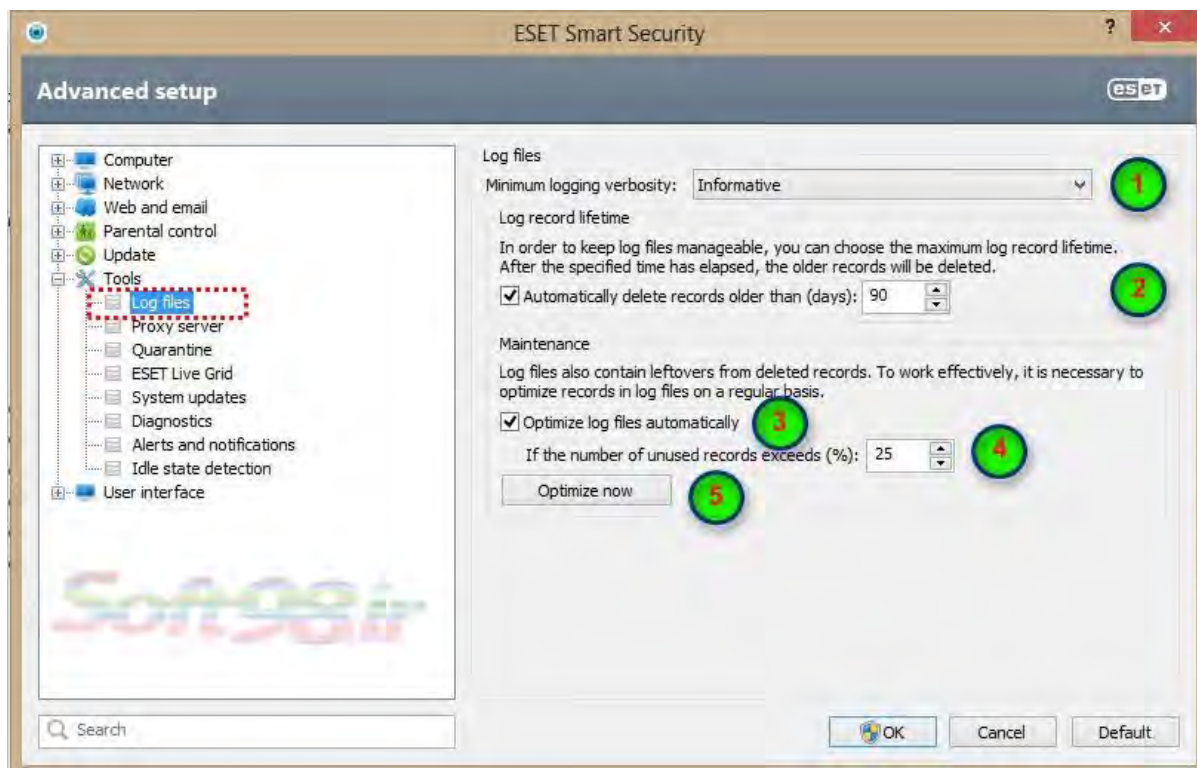 ESET Smart Security
?
Advanced setup
eseT
Computer
Network
Web and email
Parental control
Update
Tools
Log files
Proxy server
Quarantine
ESET Live Grid
System updates
Diagnostics
Alerts and notifications
Idle state detection
User interface
Soft98.ir
Search
Log files
Minimum logging verbosity: Informative
1
Log record lifetime
In order to keep log files manageable, you can choose the maximum log record lifetime.
After the specified time has elapsed, the older records will be deleted.
Automatically delete records older than (days): 90
2
Maintenance
Log files also contain leftovers from deleted records. To work effectively, it is necessary to
optimize records in log files on a regular basis.
Optimize log files automatically
3
If the number of unused records exceeds (%): 25
4
Optimize now
5
OK
Cancel
Default